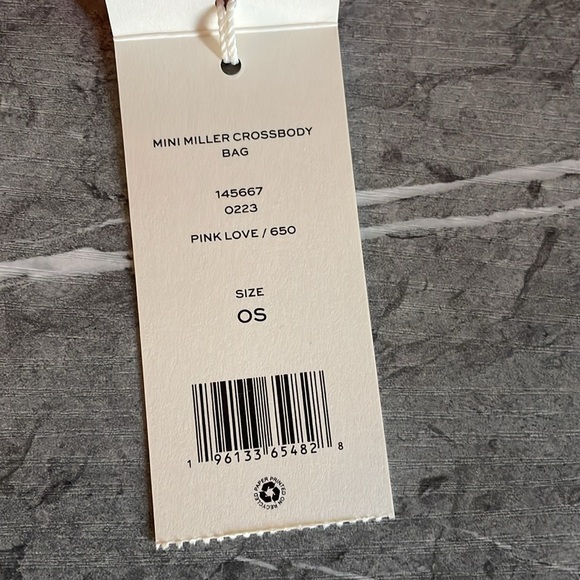 MINI MILLER CROSSBODY
BAG
145667
0223
PINK LOVE / 650
SIZE
OS
1 96133 65482 8
PAPER PRINTED ON RECYCLED